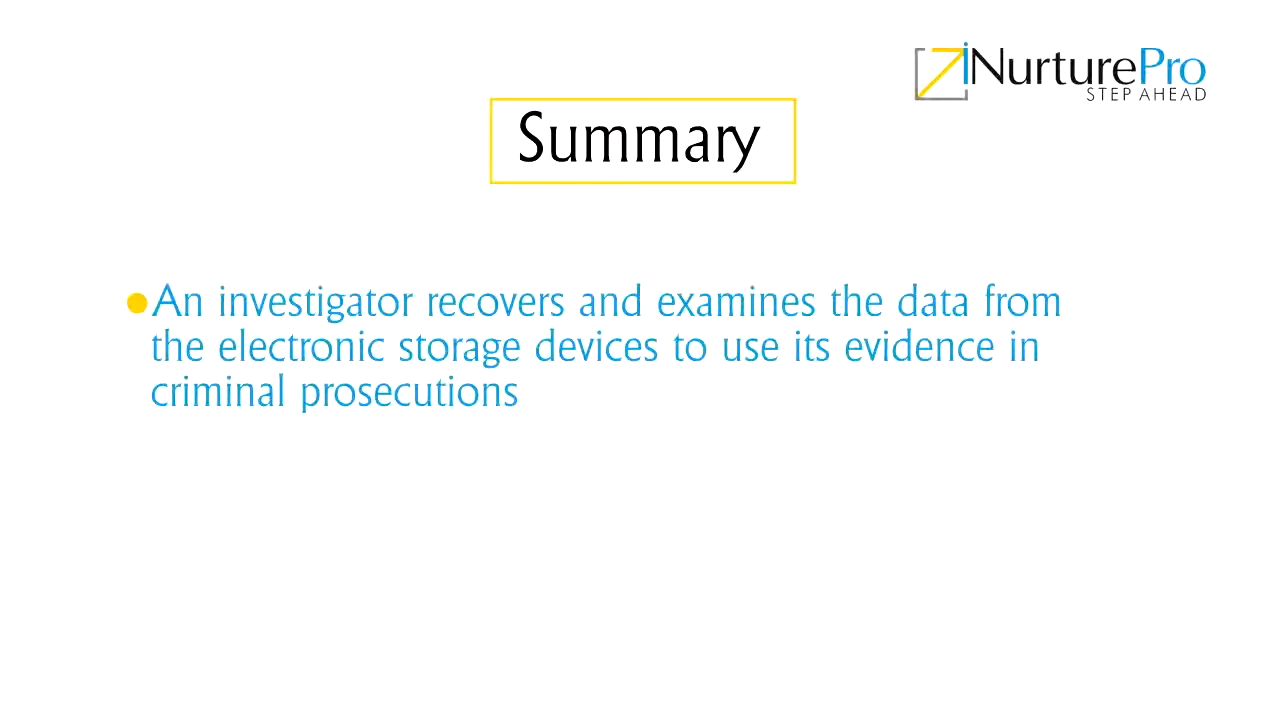 iNurturePro
STEP AHEAD
Summary
An investigator recovers and examines the data from
the electronic storage devices to use its evidence in
criminal prosecutions